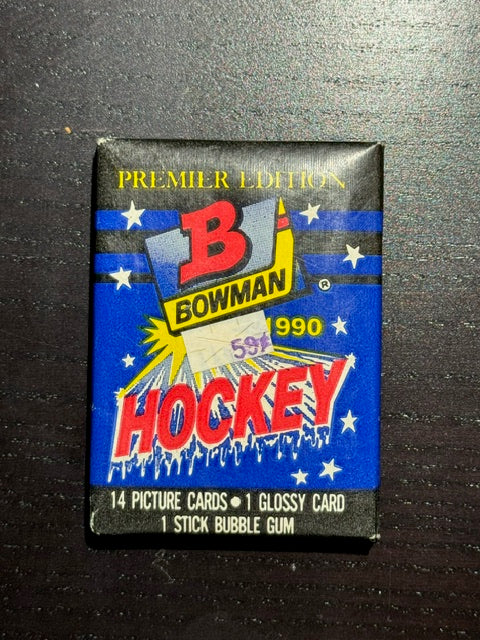 PREMIER EDITION
B
BOWMAN
®
1990
59¢
HOCKEY
14 PICTURE CARDS • 1 GLOSSY CARD
1 STICK BUBBLE GUM